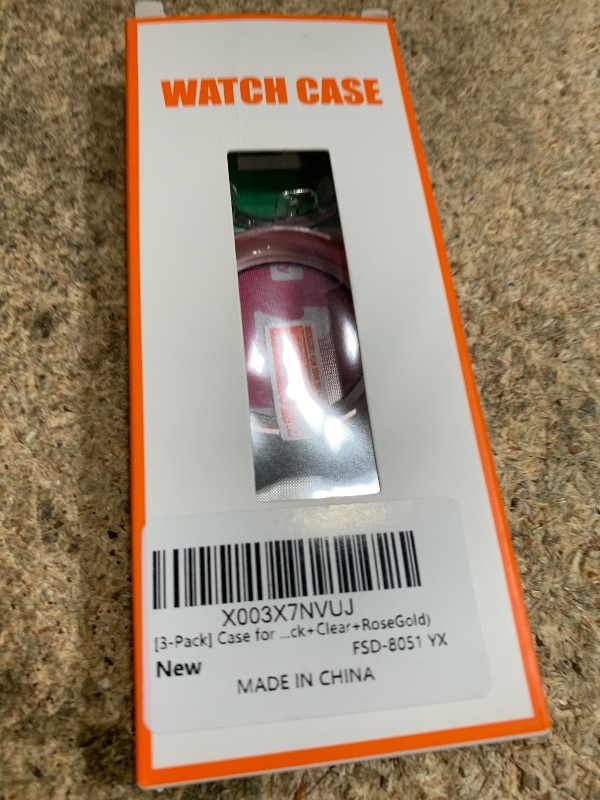 WATCH CASE
X003X7NVUJ
[3-Pack] Case for ...ck+Clear+RoseGold)
FSD-8051 YX
New
MADE IN CHINA